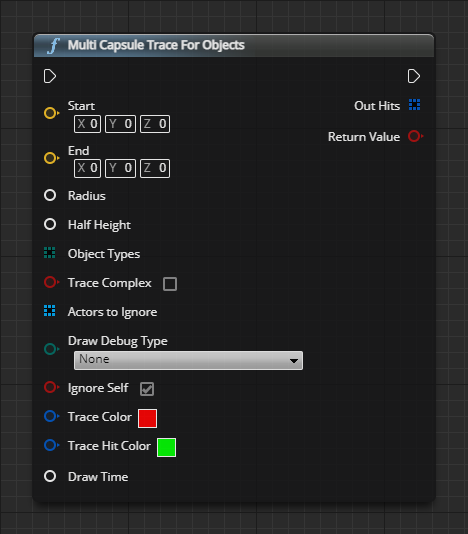 Multi Capsule Trace For Objects
Start
X 0 Y 0 Z 0
Out Hits
Return Value
End
X 0 Y 0 Z 0
Radius
Half Height
Object Types
Trace Complex
Actors to Ignore
Draw Debug Type
None
Ignore Self
Trace Color
Trace Hit Color
Draw Time